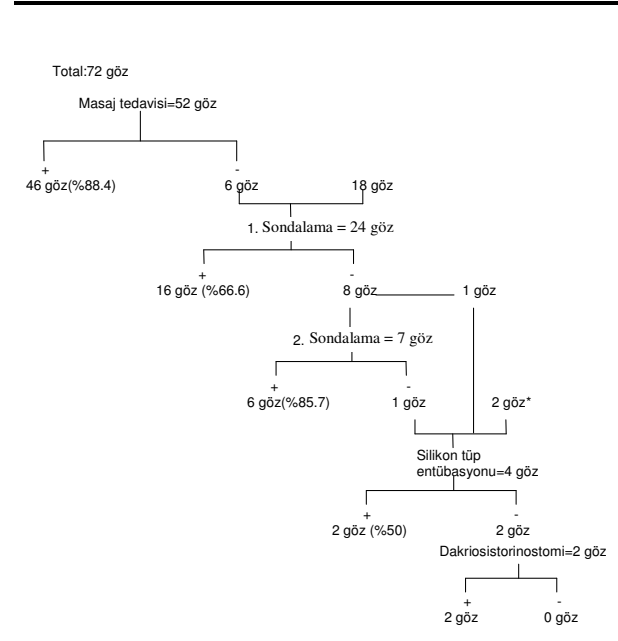 Total:72 göz
Masaj tedavisi=52 göz
+
-
46 göz(%88.4)
6 göz
18 göz
1. Sondalama = 24 göz
+
-
16 göz (%66.6)
8 göz
1 göz
2. Sondalama = 7 göz
+
-
6 göz(%85.7)
1 göz
2 göz*
Silikon tüp
entübasyonu=4 göz
+
-
2 göz (%50)
2 göz
Dakriosistorinostomi=2 göz
+
-
2 göz
0 göz